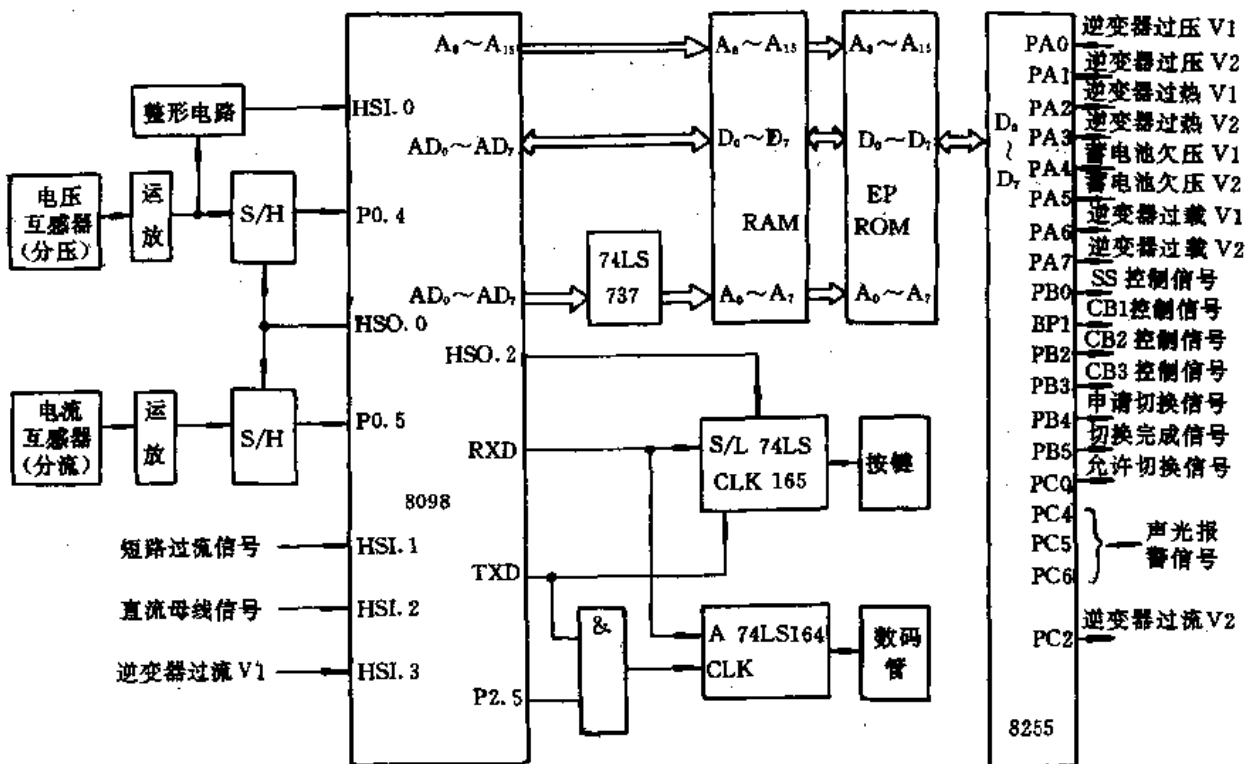 整形电路
电压
互感器
(分压)
运
放
S/H
电流
互感器
(分流)
运
放
S/H
短路过流信号
直流母线信号
逆变器过流 V1
HSI.0
P0.4
HSO.0
P0.5
HSI.1
HSI.2
HSI.3
8098
A₈~A₁₅
AD₀~AD₇
AD₀~AD₇
HSO.2
RXD
TXD
P2.5
74LS
737
A₈~A₁₅
D₀~D₇
RAM
A₀~A₇
A₈~A₁₅
D₀~D₇
EP
ROM
A₀~A₇
S/L 74LS
CLK 165
按键
&
A 74LS164
CLK
数码
管
D₀
~
D₇
8255
PA0 逆变器过压 V1
PA1 逆变器过压 V2
PA2 逆变器过热 V1
PA3 逆变器过热 V2
PA4 蓄电池欠压 V1
PA5 蓄电池欠压 V2
PA6 逆变器过载 V1
PA7 逆变器过载 V2
PB0 SS 控制信号
BP1 CB1控制信号
PB2 CB2 控制信号
PB3 CB3 控制信号
PB4 申请切换信号
PB5 切换完成信号
PC0 允许切换信号
PC4
PC5
PC6
声光报
警信号
PC2 逆变器过流 V2